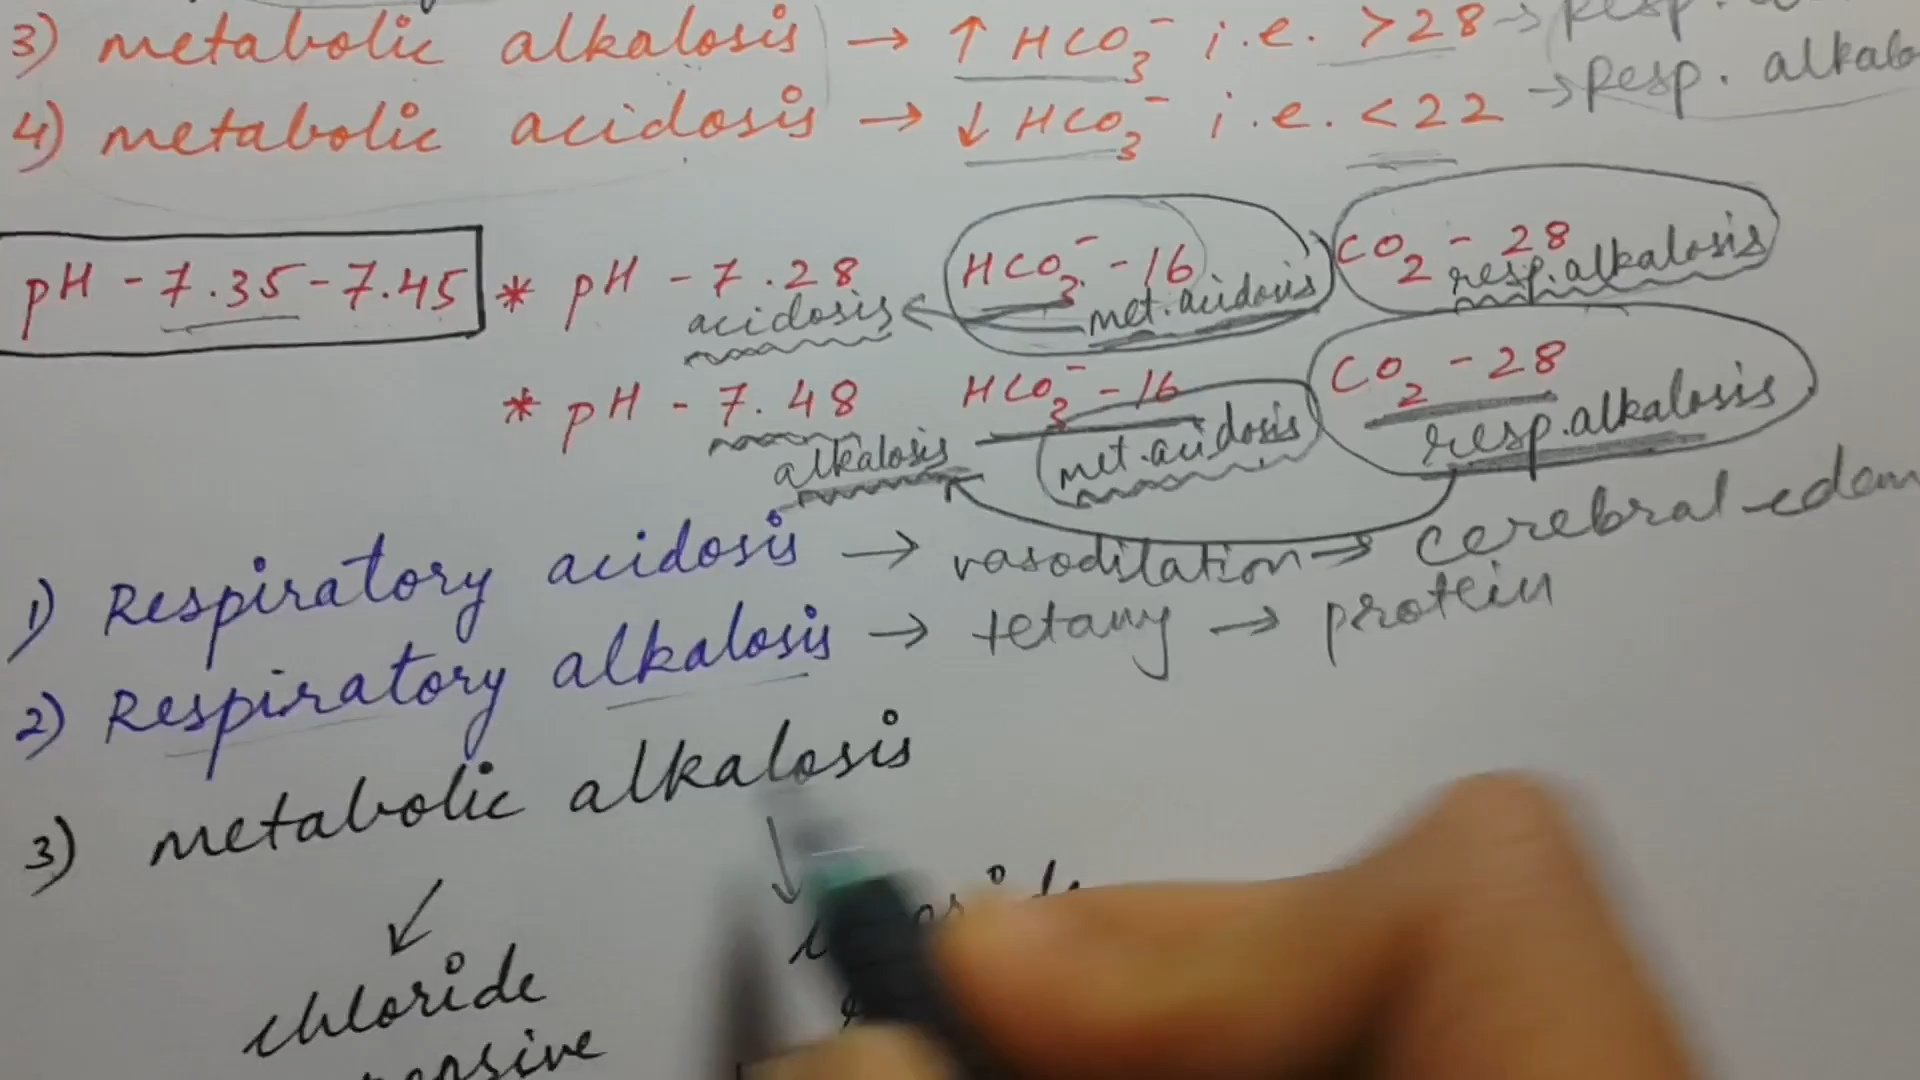 3) metabolic alkalosis → ↑ HCO3⁻ i.e. >28 → Resp.
4) metabolic acidosis → ↓ HCO3⁻ i.e. <22 → Resp. alkalo
pH - 7.35 - 7.45 * pH - 7.28 HCO3⁻ - 16 CO2 - 28
acidosis ← met. acidosis resp. alkalosis
* pH - 7.48 HCO3⁻ - 16 CO2 - 28
alkalosis met. acidosis resp. alkalosis
1) Respiratory acidosis → vasodilation → cerebral edem
2) Respiratory alkalosis → tetany → protein
3) metabolic alkalosis
chloride